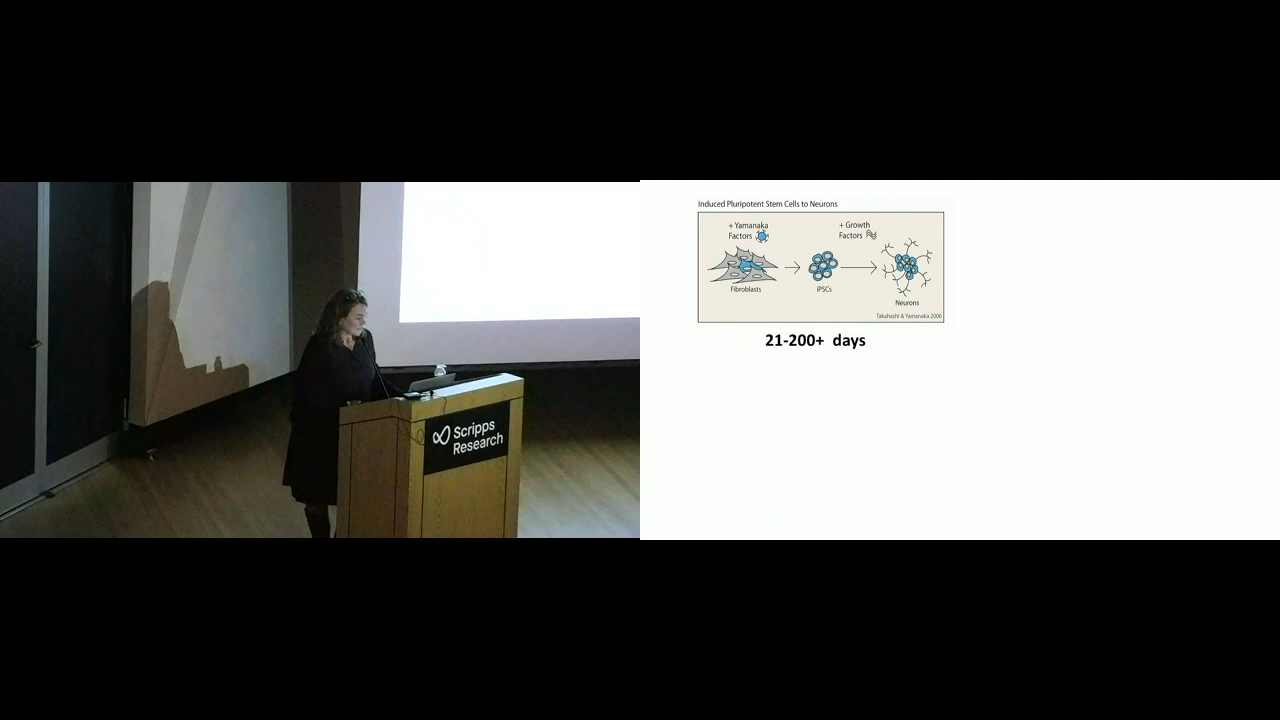 Scripps
Research
Induced Pluripotent Stem Cells to Neurons
+ Yamanaka
Factors
+ Growth
Factors
Fibroblasts
iPSCs
Neurons
Takahashi & Yamanaka 2006
21-200+ days